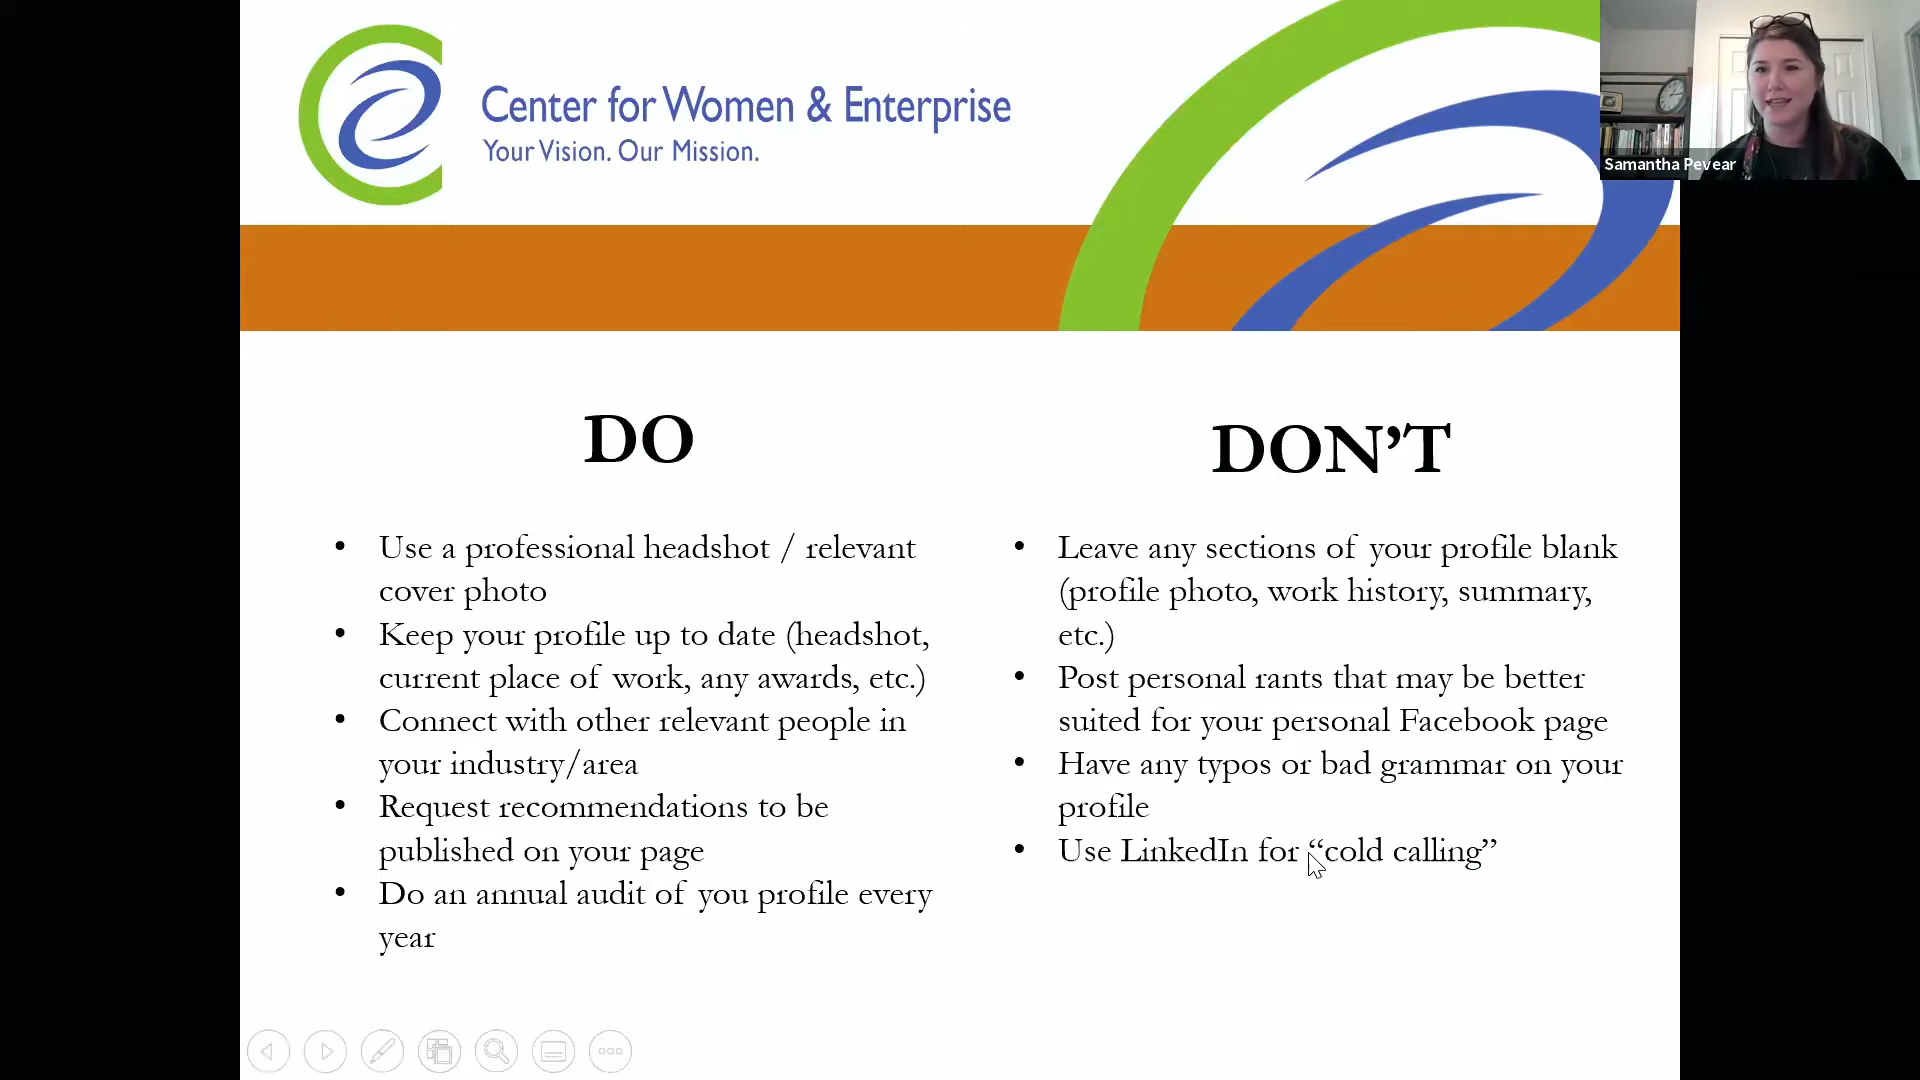 Center for Women & Enterprise
Your Vision. Our Mission.
Samantha Pevear
DO
• Use a professional headshot / relevant
cover photo
• Keep your profile up to date (headshot,
current place of work, any awards, etc.)
• Connect with other relevant people in
your industry/area
• Request recommendations to be
published on your page
• Do an annual audit of you profile every
year
DON’T
• Leave any sections of your profile blank
(profile photo, work history, summary,
etc.)
• Post personal rants that may be better
suited for your personal Facebook page
• Have any typos or bad grammar on your
profile
• Use LinkedIn for “cold calling”